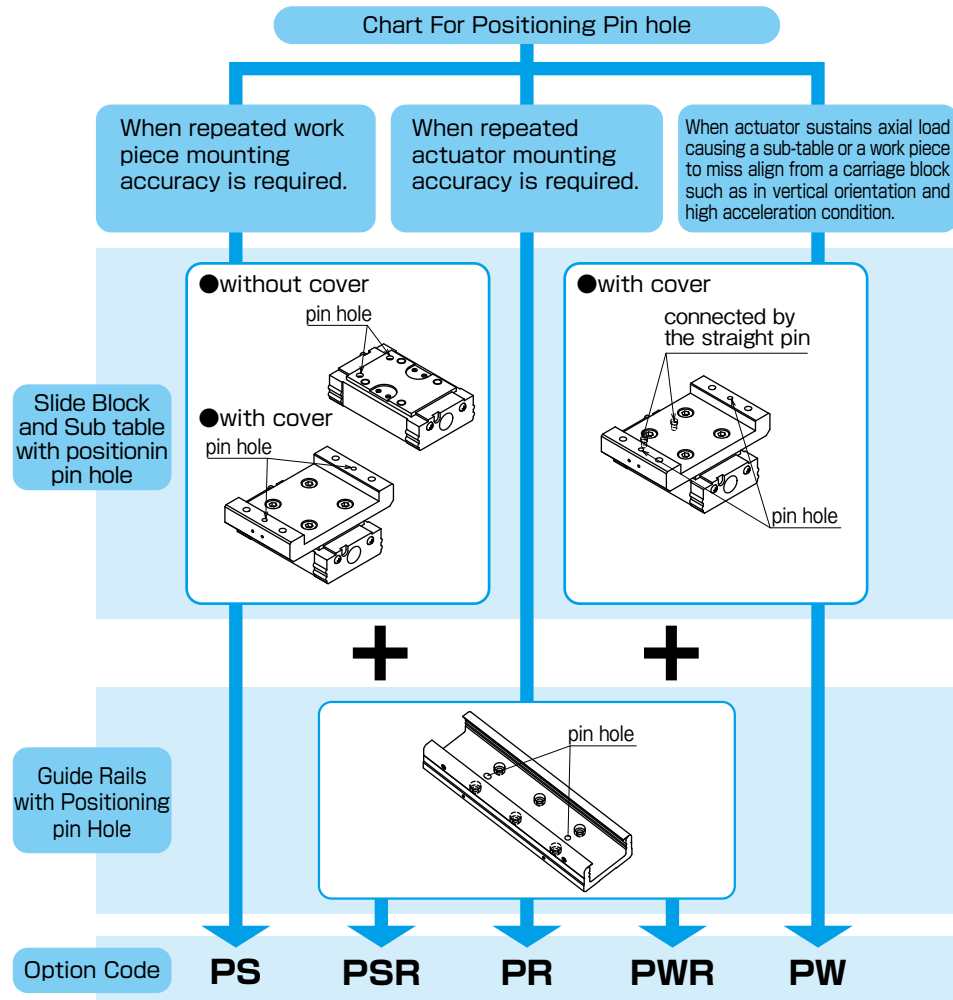 Chart For Positioning Pin hole
When repeated work
piece mounting
accuracy is required.
When repeated
actuator mounting
accuracy is required.
When actuator sustains axial load
causing a sub-table or a work piece
to miss align from a carriage block
such as in vertical orientation and
high acceleration condition.
Slide Block
and Sub table
with positionin
pin hole
●without cover
pin hole
●with cover
pin hole
●with cover
connected by
the straight pin
pin hole
+
+
Guide Rails
with Positioning
pin Hole
pin hole
Option Code
PS
PSR
PR
PWR
PW